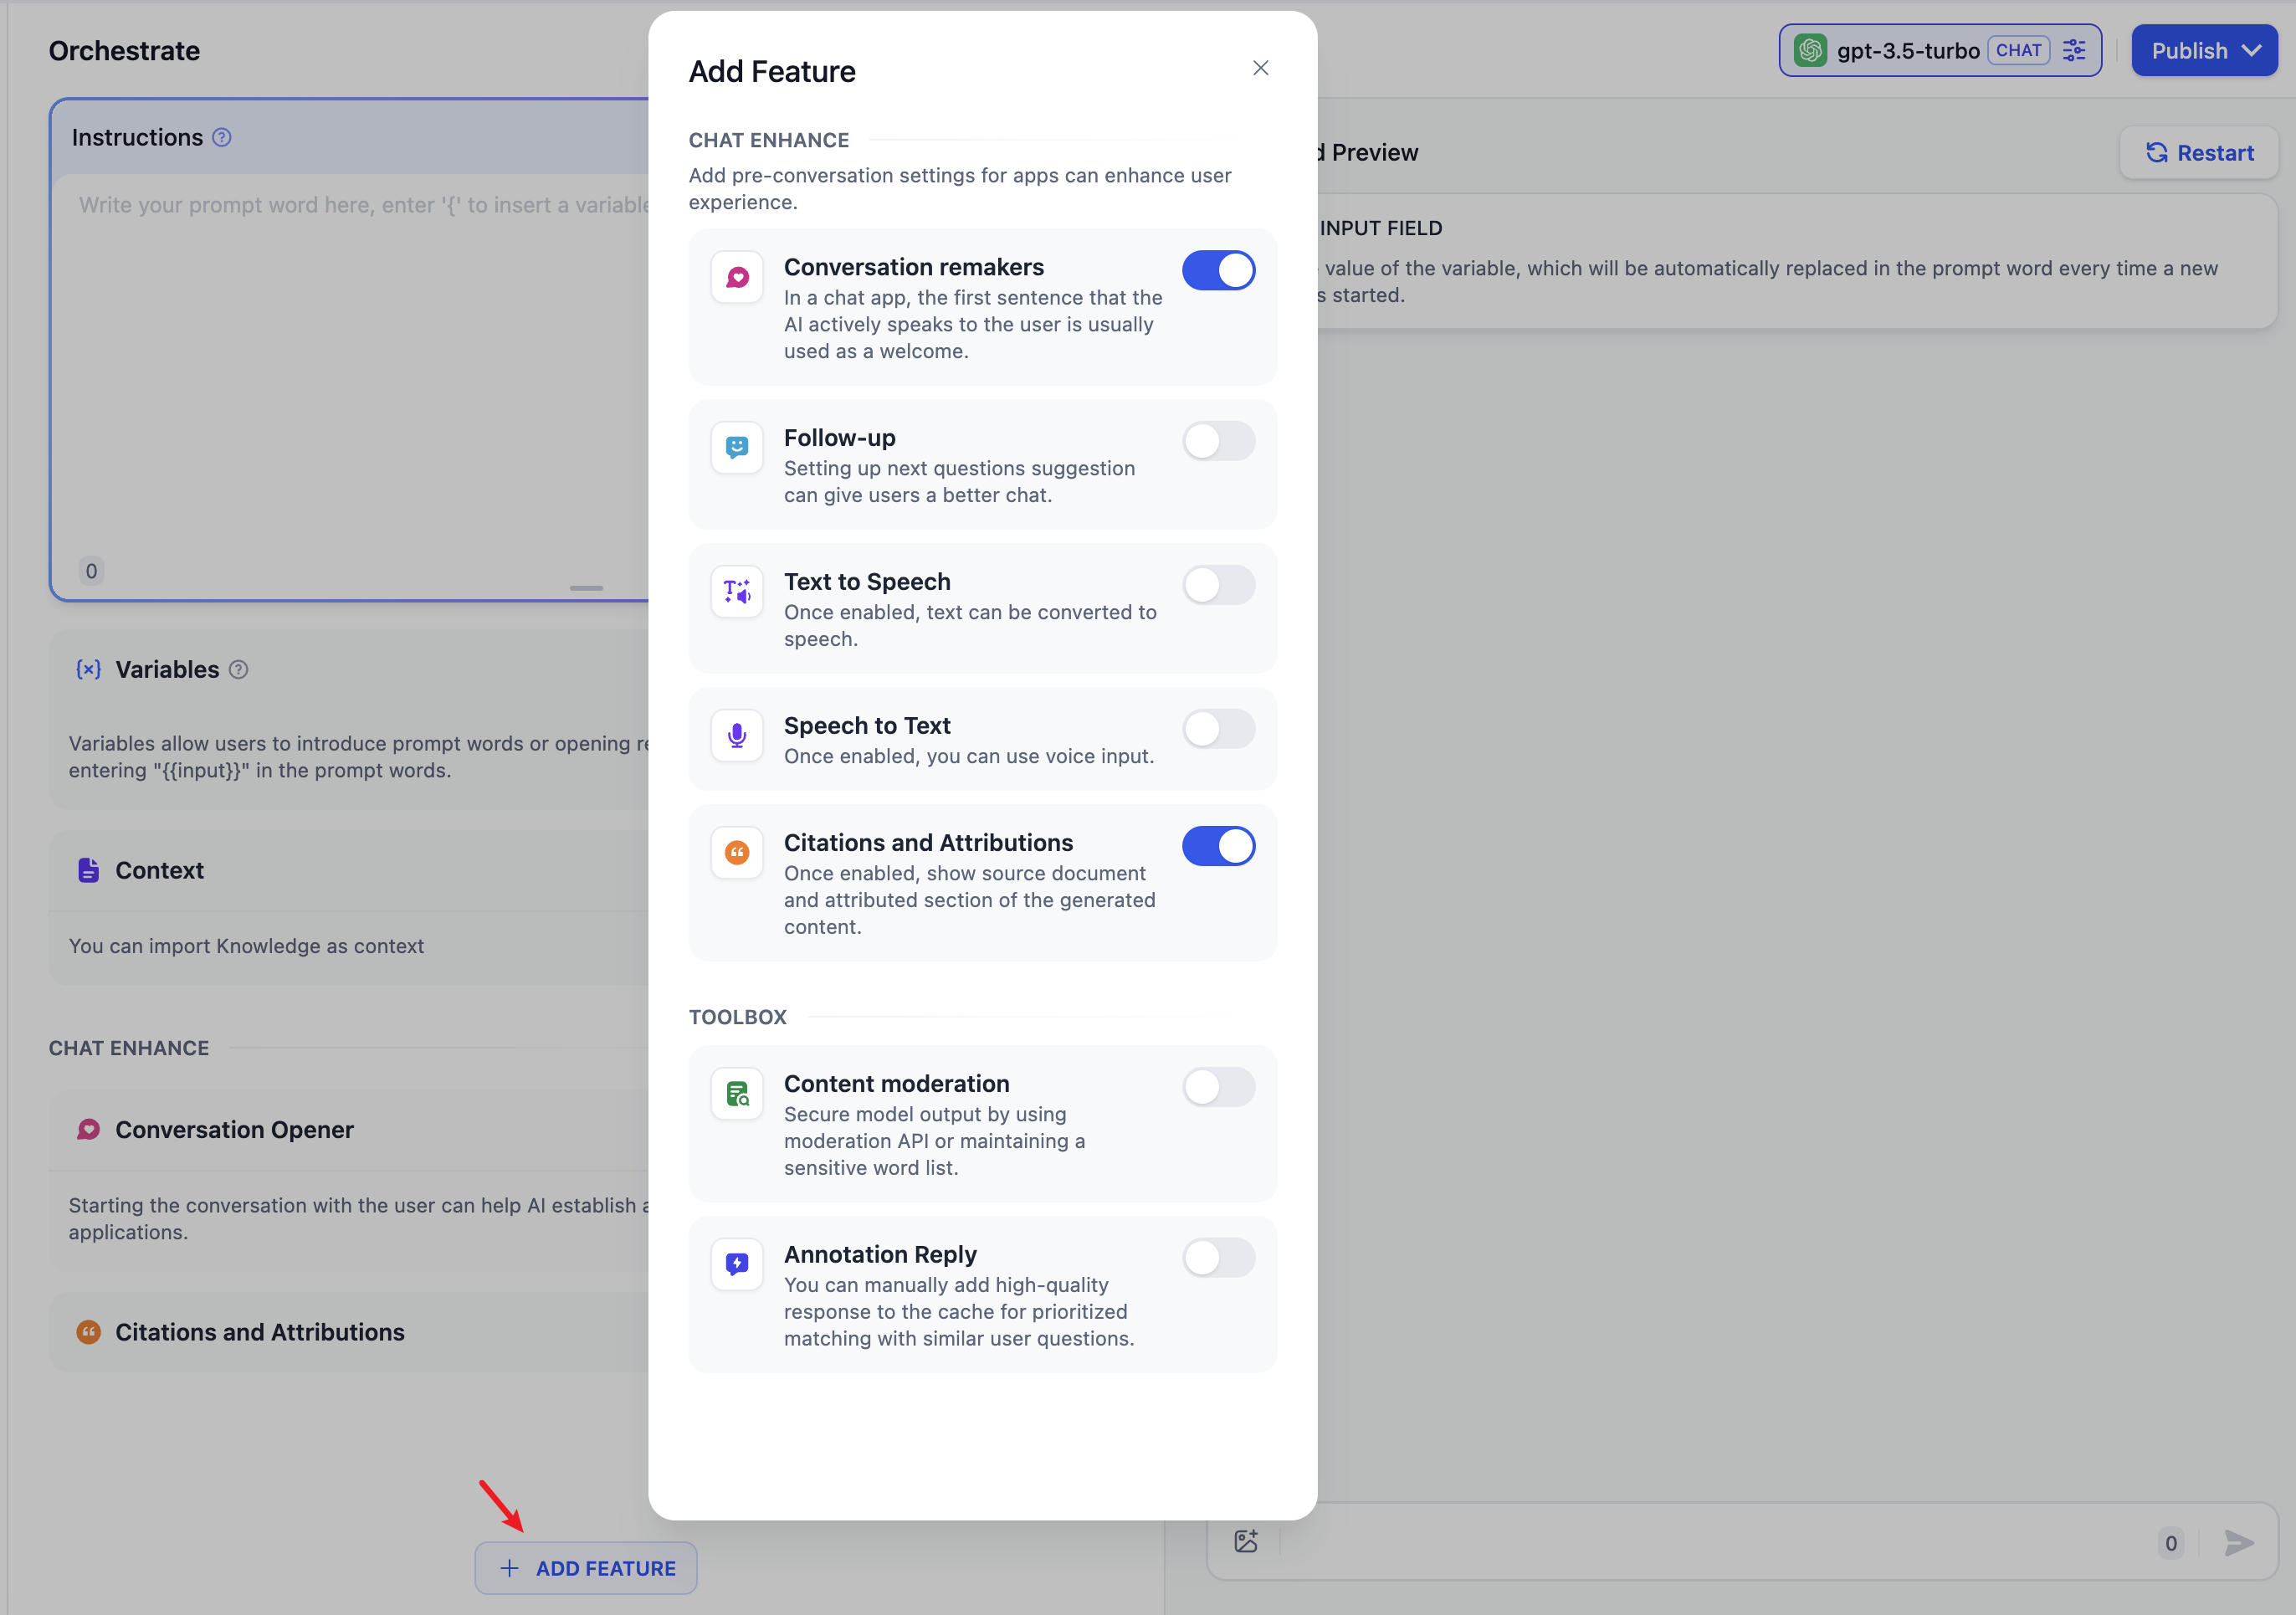 Orchestrate
gpt-3.5-turbo CHAT
Publish
Instructions
Write your prompt word here, enter '{' to insert a variable
0
Variables
Variables allow users to introduce prompt words or opening re
entering "{{input}}" in the prompt words.
Context
You can import Knowledge as context
CHAT ENHANCE
Conversation Opener
Starting the conversation with the user can help AI establish a
applications.
Citations and Attributions
ADD FEATURE
Add Feature
CHAT ENHANCE
Add pre-conversation settings for apps can enhance user
experience.
Conversation remakers
In a chat app, the first sentence that the
AI actively speaks to the user is usually
used as a welcome.
Follow-up
Setting up next questions suggestion
can give users a better chat.
Text to Speech
Once enabled, text can be converted to
speech.
Speech to Text
Once enabled, you can use voice input.
Citations and Attributions
Once enabled, show source document
and attributed section of the generated
content.
TOOLBOX
Content moderation
Secure model output by using
moderation API or maintaining a
sensitive word list.
Annotation Reply
You can manually add high-quality
response to the cache for prioritized
matching with similar user questions.
d Preview
Restart
INPUT FIELD
value of the variable, which will be automatically replaced in the prompt word every time a new
s started.
0